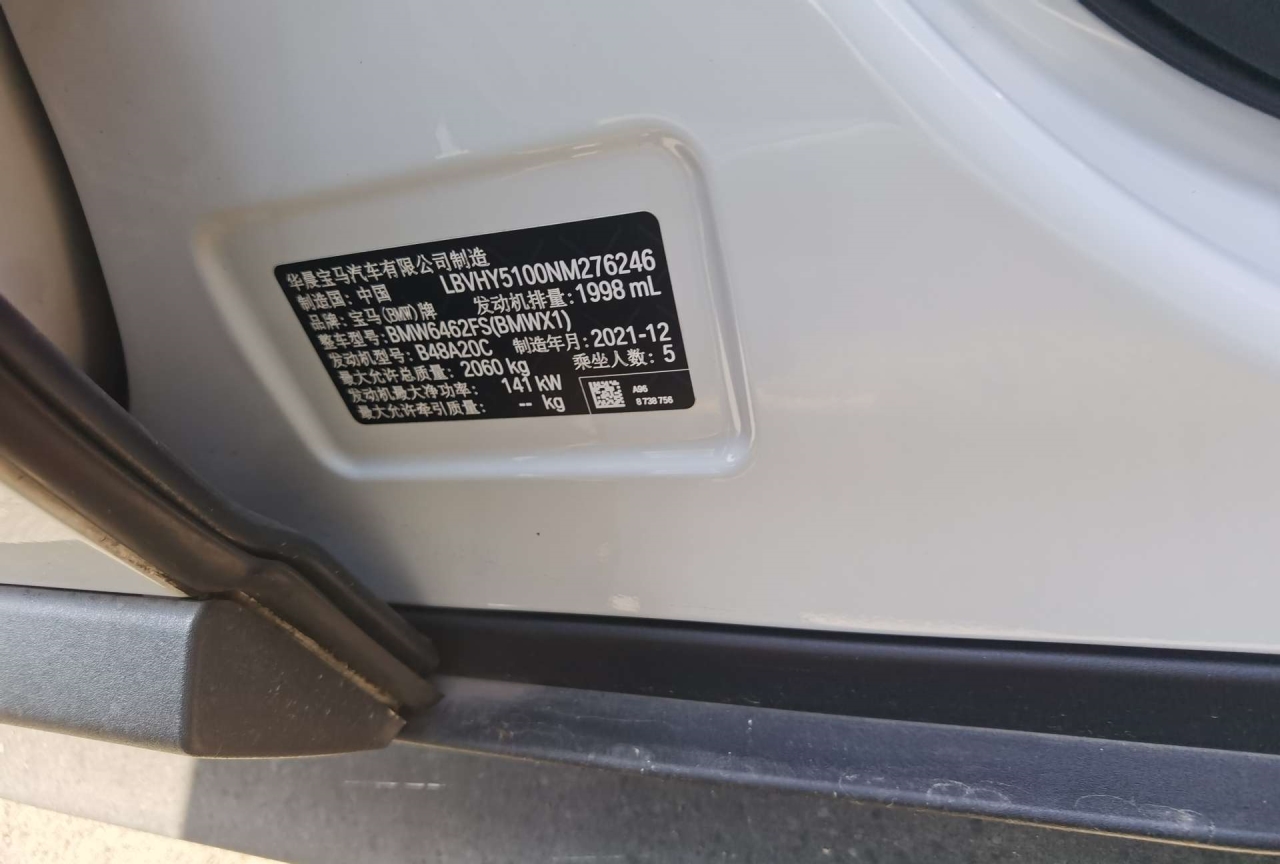 华晨宝马汽车有限公司制造
制造国：中国 LBVHY5100NM276246
品牌：宝马(BMW)牌 发动机排量：1998 mL
整车型号：BMW6462FS(BMWX1)
发动机型号：B48A20C 制造年月：2021-12
最大允许总质量：2060 kg 乘坐人数：5
发动机最大净功率：141 kW
最大允许牵引质量：-- kg
A95
8 738 756